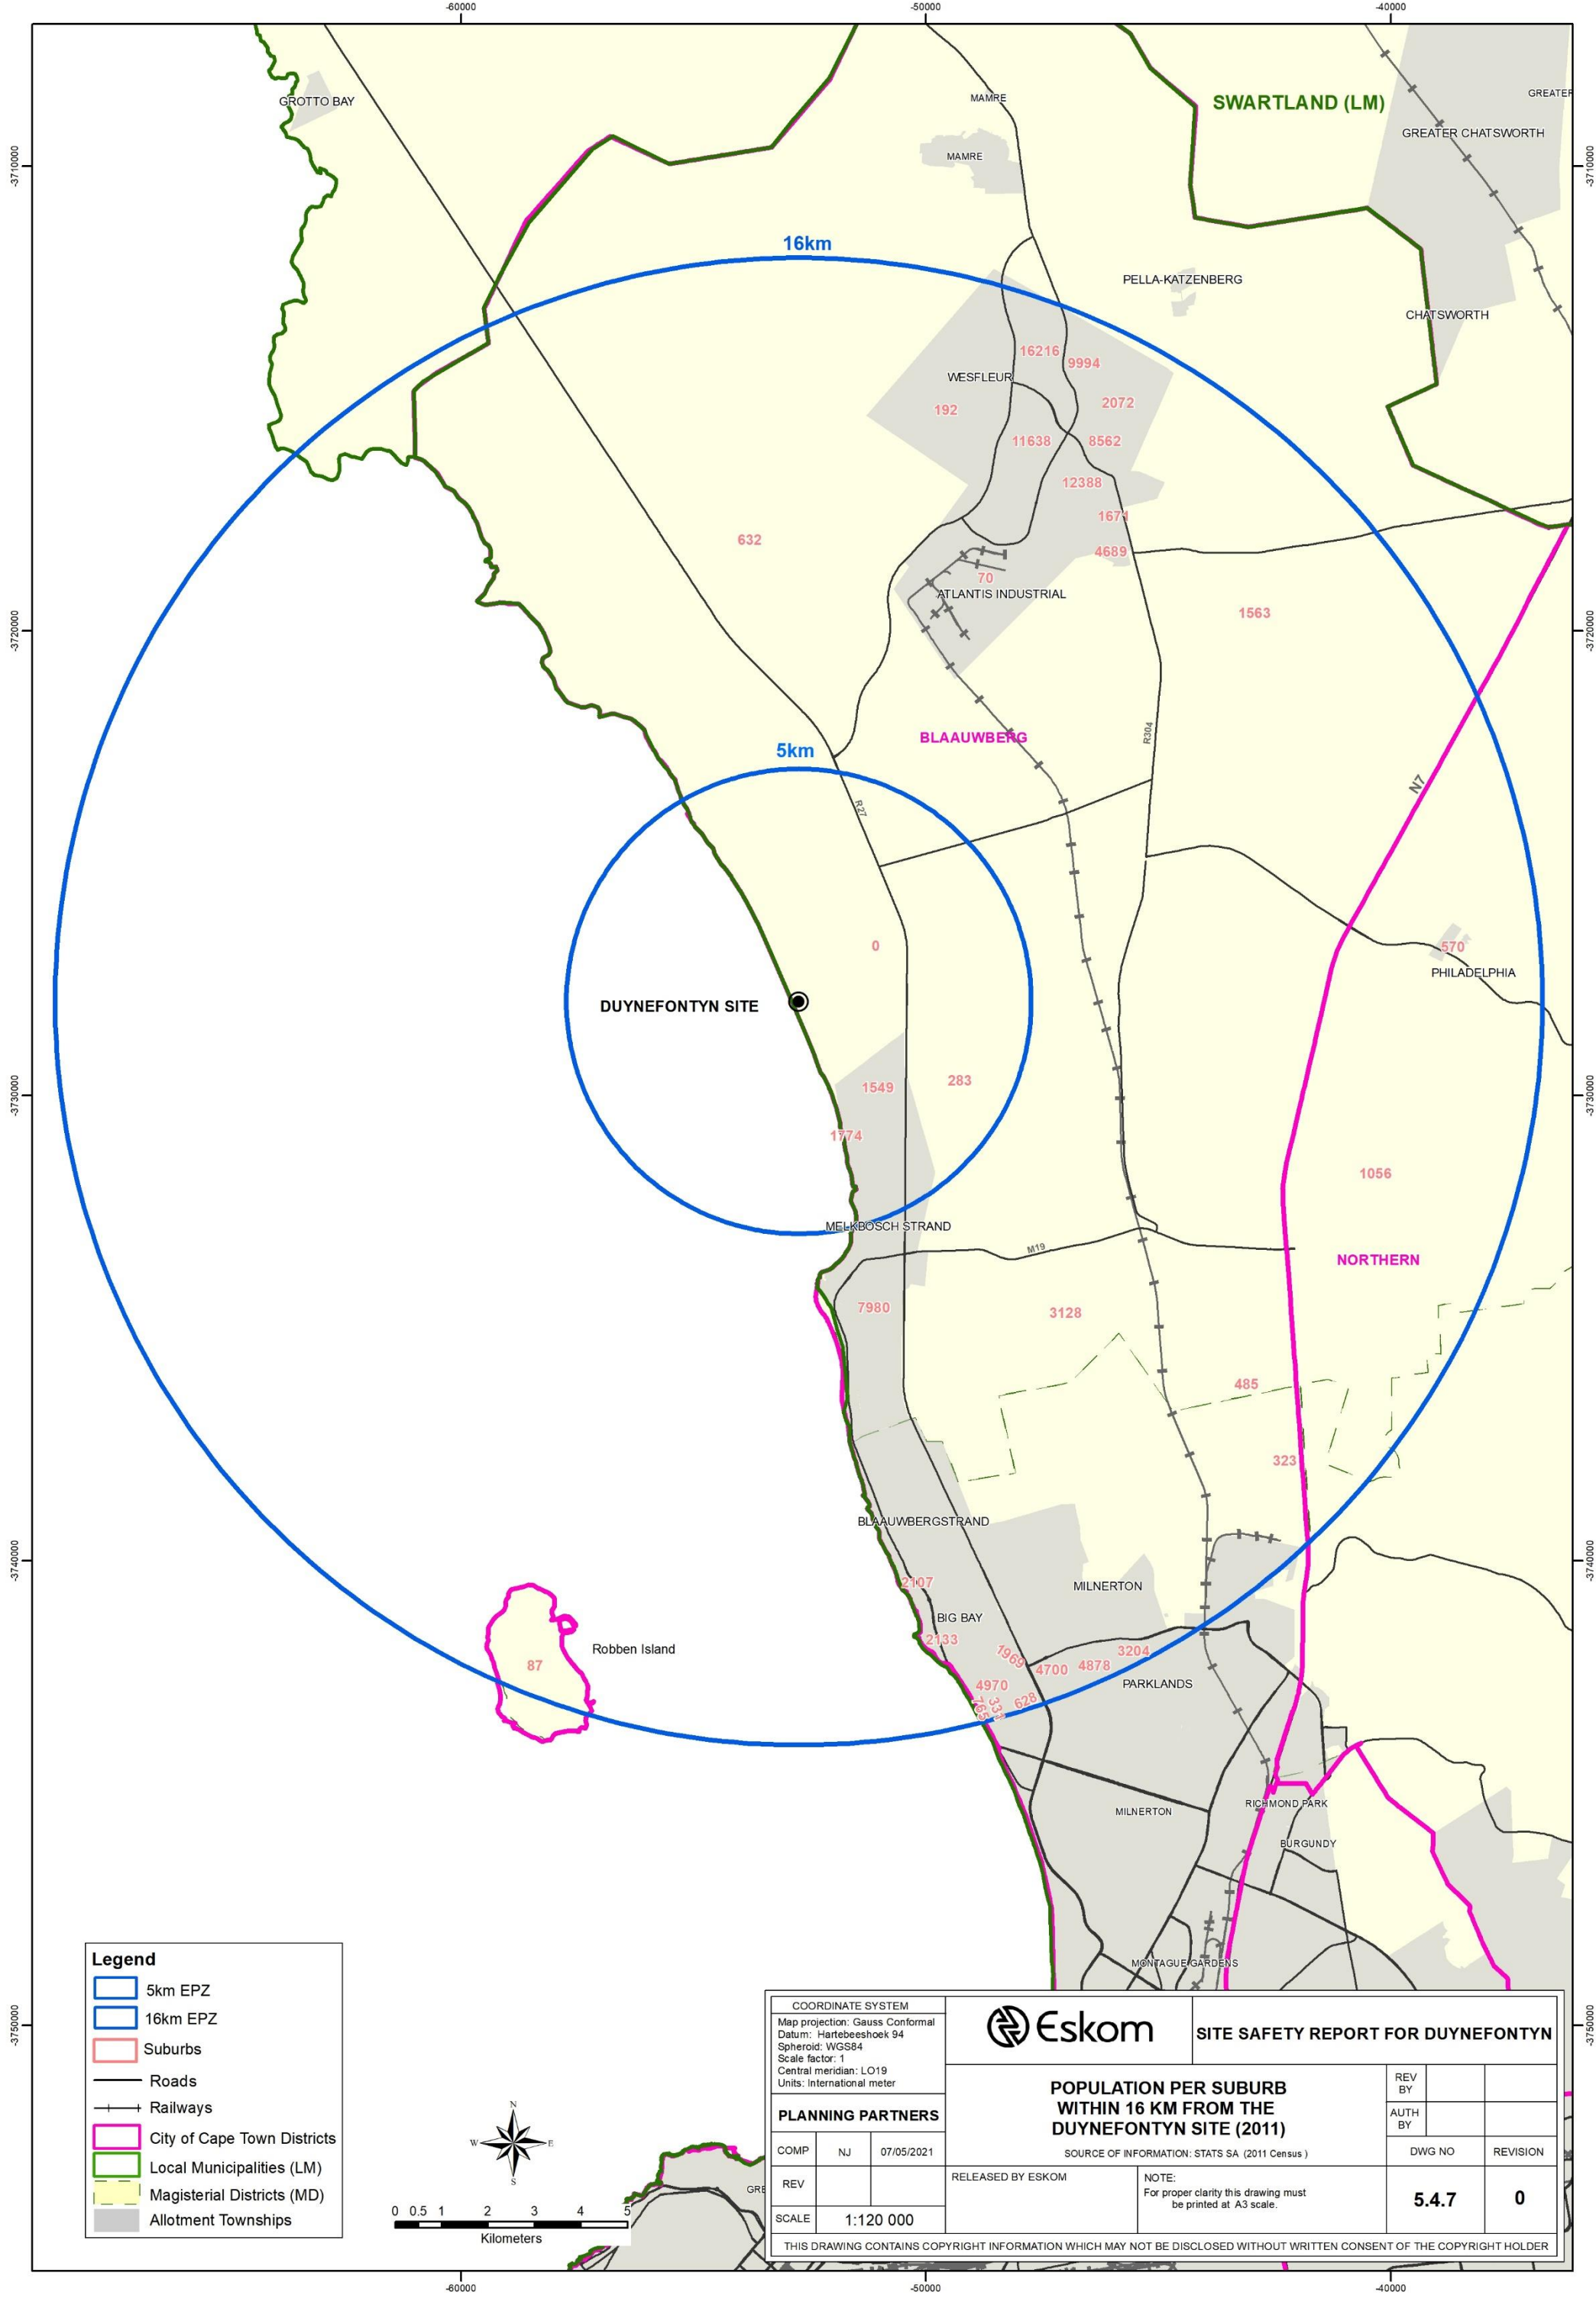 -60000
-50000
-40000
-3710000
-3720000
-3730000
-3740000
-3750000
-3710000
-3720000
-3730000
-3740000
-3750000
GROTTO BAY
MAMRE
MAMRE
SWARTLAND (LM)
GREATER
GREATER CHATSWORTH
16km
PELLA-KATZENBERG
CHATSWORTH
16216
9994
WESFLEUR
192
2072
11638
8562
12388
1671
632
4689
70
ATLANTIS INDUSTRIAL
1563
BLAAUWBERG
R304
5km
R27
N7
0
570
PHILADELPHIA
DUYNEFONTYN SITE
1549
283
1774
1056
MELKBOSCH STRAND
M19
NORTHERN
7980
3128
485
323
BLAAUWBERGSTRAND
2107
MILNERTON
BIG BAY
2133
1969
3204
4700
4878
Robben Island
87
4970
PARKLANDS
765
628
MILNERTON
RICHMOND PARK
BURGUNDY
MONTAGUE GARDENS
GRE
Legend
5km EPZ
16km EPZ
Suburbs
Roads
Railways
City of Cape Town Districts
Local Municipalities (LM)
Magisterial Districts (MD)
Allotment Townships
N
W
E
S
0 0.5 1 2 3 4 5
Kilometers
COORDINATE SYSTEM
Map projection: Gauss Conformal
Datum: Hartebeeshoek 94
Spheroid: WGS84
Scale factor: 1
Central meridian: LO19
Units: International meter
PLANNING PARTNERS
COMP NJ 07/05/2021
REV
SCALE 1:120 000
Eskom
SITE SAFETY REPORT FOR DUYNEFONTYN
POPULATION PER SUBURB
WITHIN 16 KM FROM THE
DUYNEFONTYN SITE (2011)
SOURCE OF INFORMATION: STATS SA (2011 Census )
REV
BY
AUTH
BY
DWG NO
REVISION
5.4.7
0
RELEASED BY ESKOM
NOTE:
For proper clarity this drawing must
be printed at A3 scale.
THIS DRAWING CONTAINS COPYRIGHT INFORMATION WHICH MAY NOT BE DISCLOSED WITHOUT WRITTEN CONSENT OF THE COPYRIGHT HOLDER
-60000
-50000
-40000